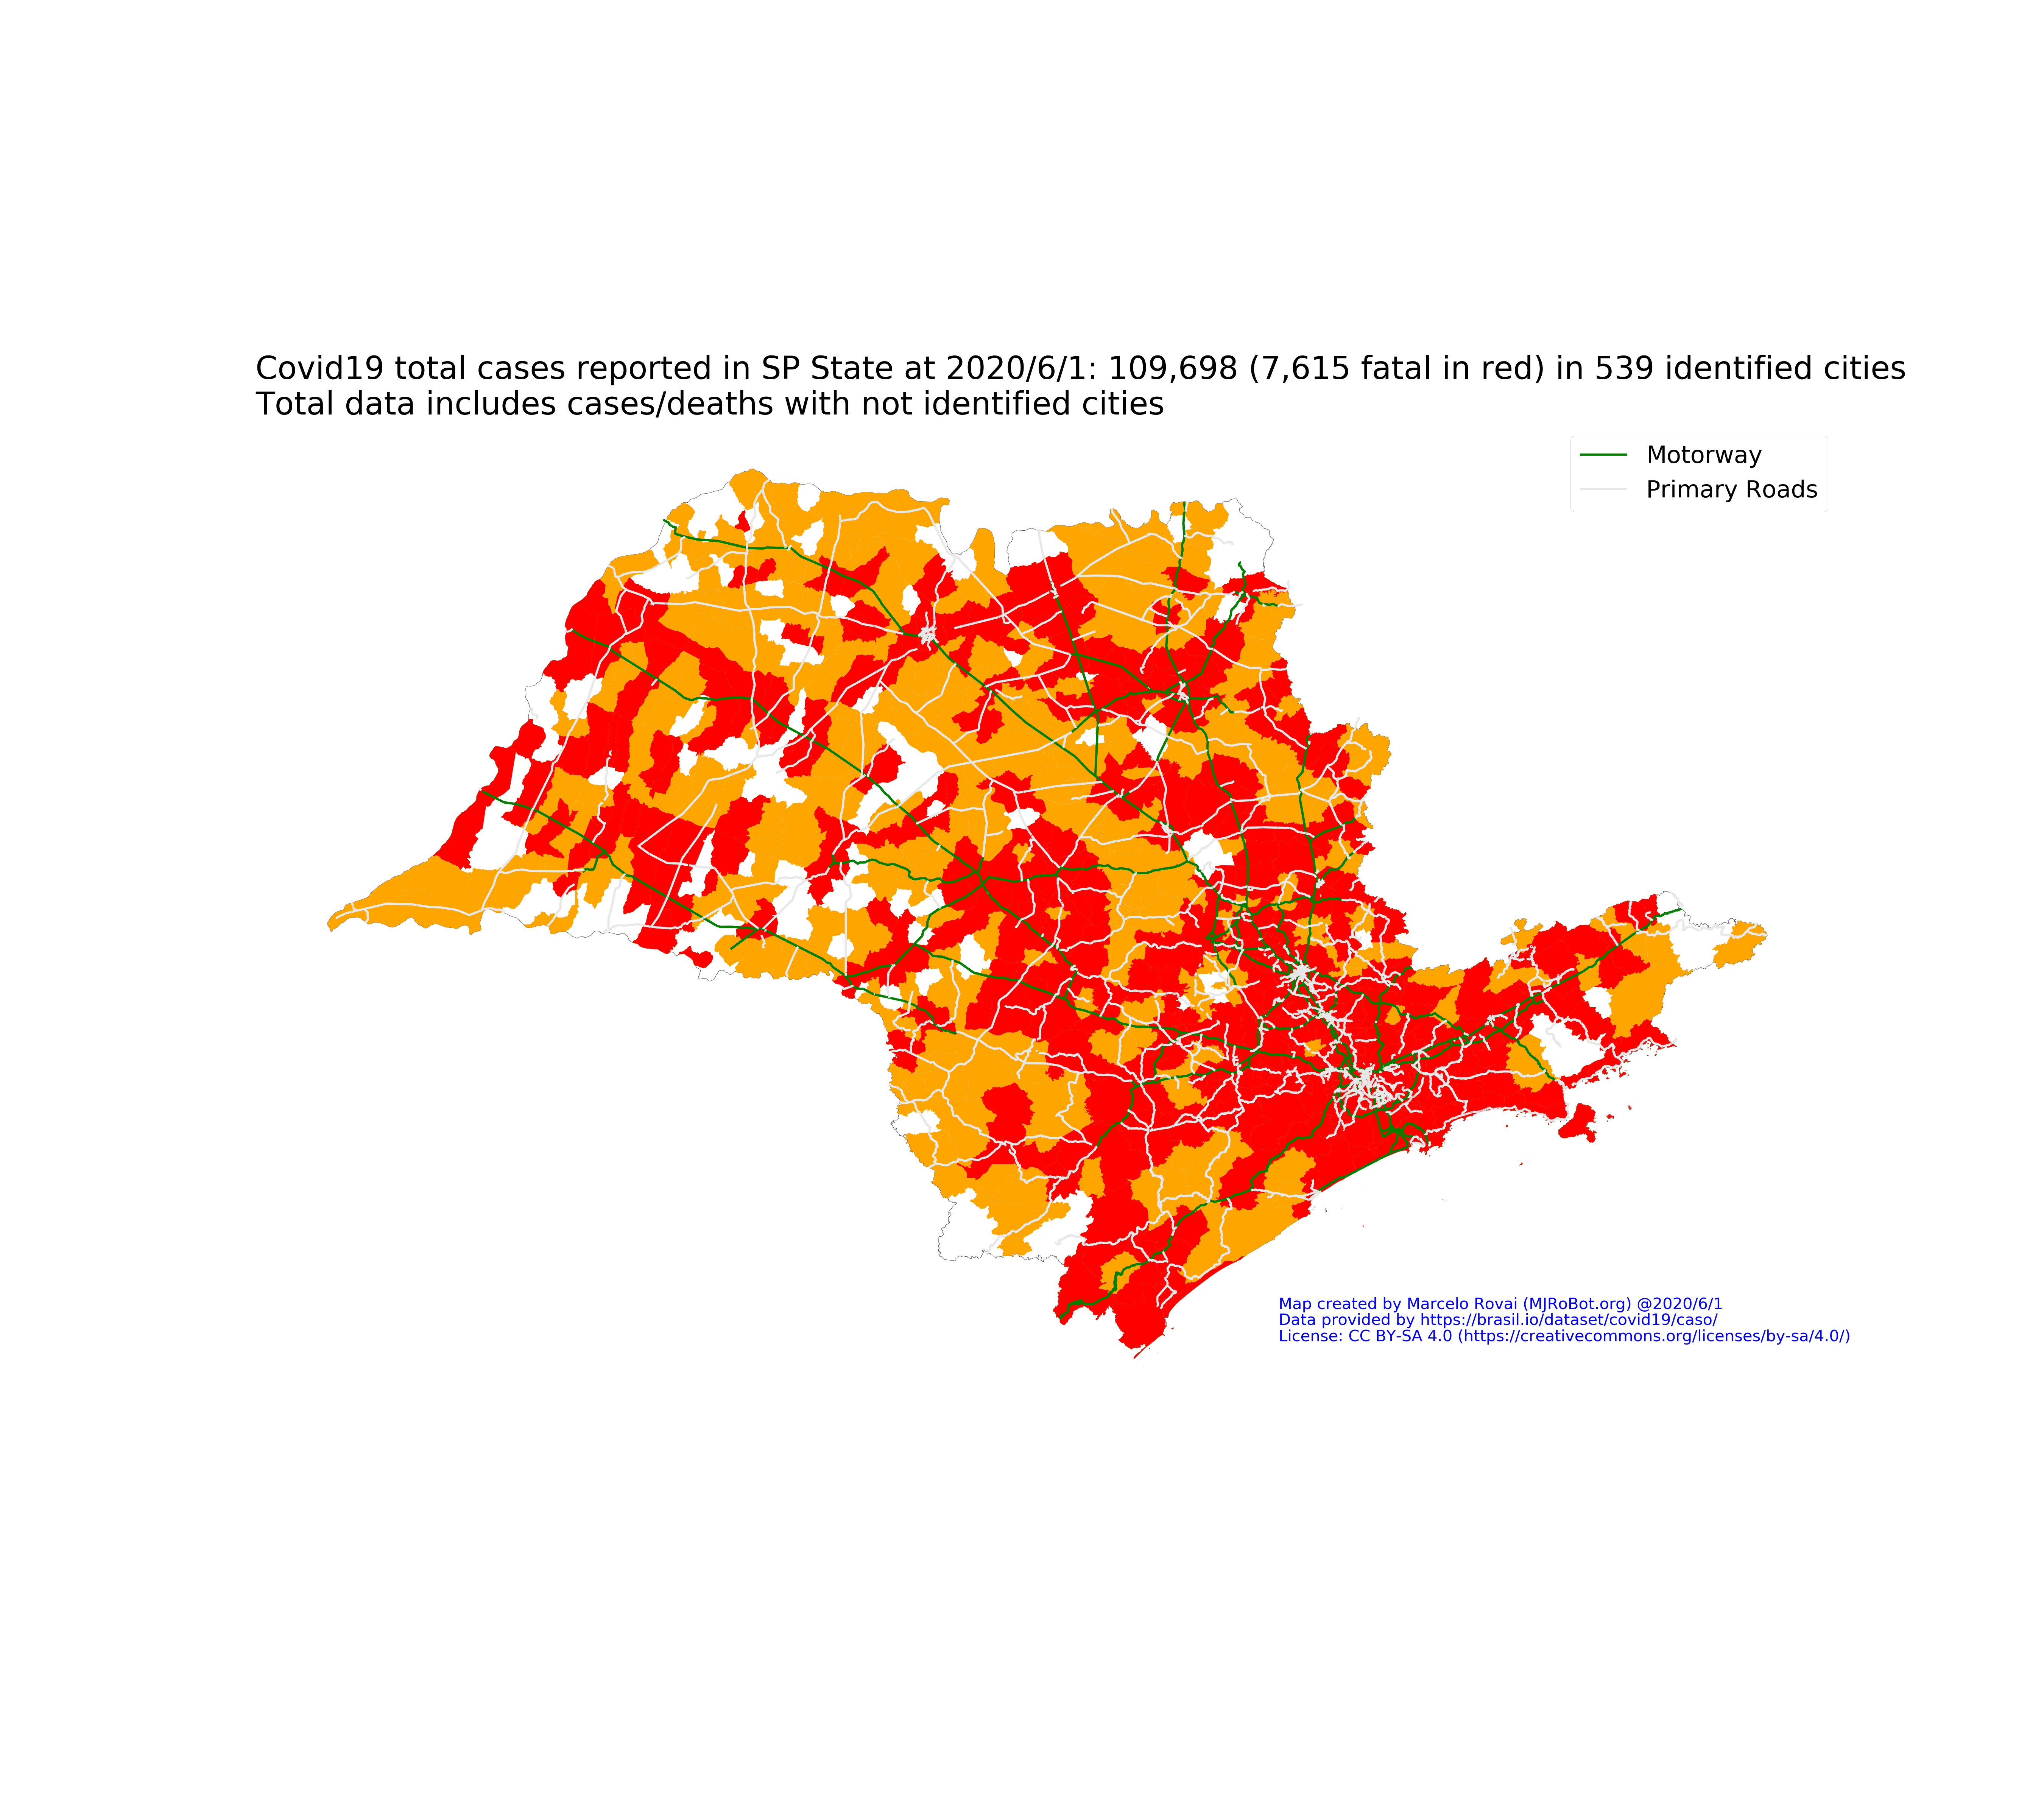 Covid19 total cases reported in SP State at 2020/6/1: 109,698 (7,615 fatal in red) in 539 identified cities
Total data includes cases/deaths with not identified cities
Motorway
Primary Roads
Map created by Marcelo Rovai (MJRoBot.org) @2020/6/1
Data provided by https://brasil.io/dataset/covid19/caso/
License: CC BY-SA 4.0 (https://creativecommons.org/licenses/by-sa/4.0/)